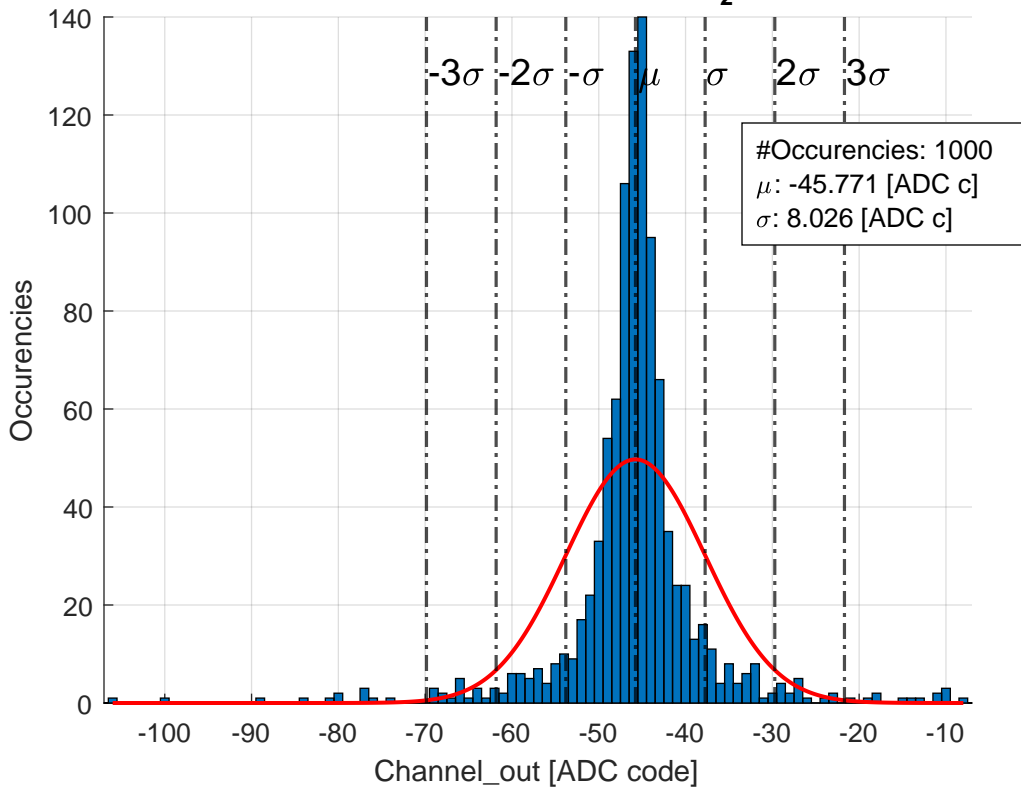 2
140
120
100
80
60
40
20
0
-3σ -2σ -σ μ σ 2σ 3σ
#Occurencies: 1000
μ: -45.771 [ADC c]
σ: 8.026 [ADC c]
Occurencies
-100 -90 -80 -70 -60 -50 -40 -30 -20 -10
Channel_out [ADC code]